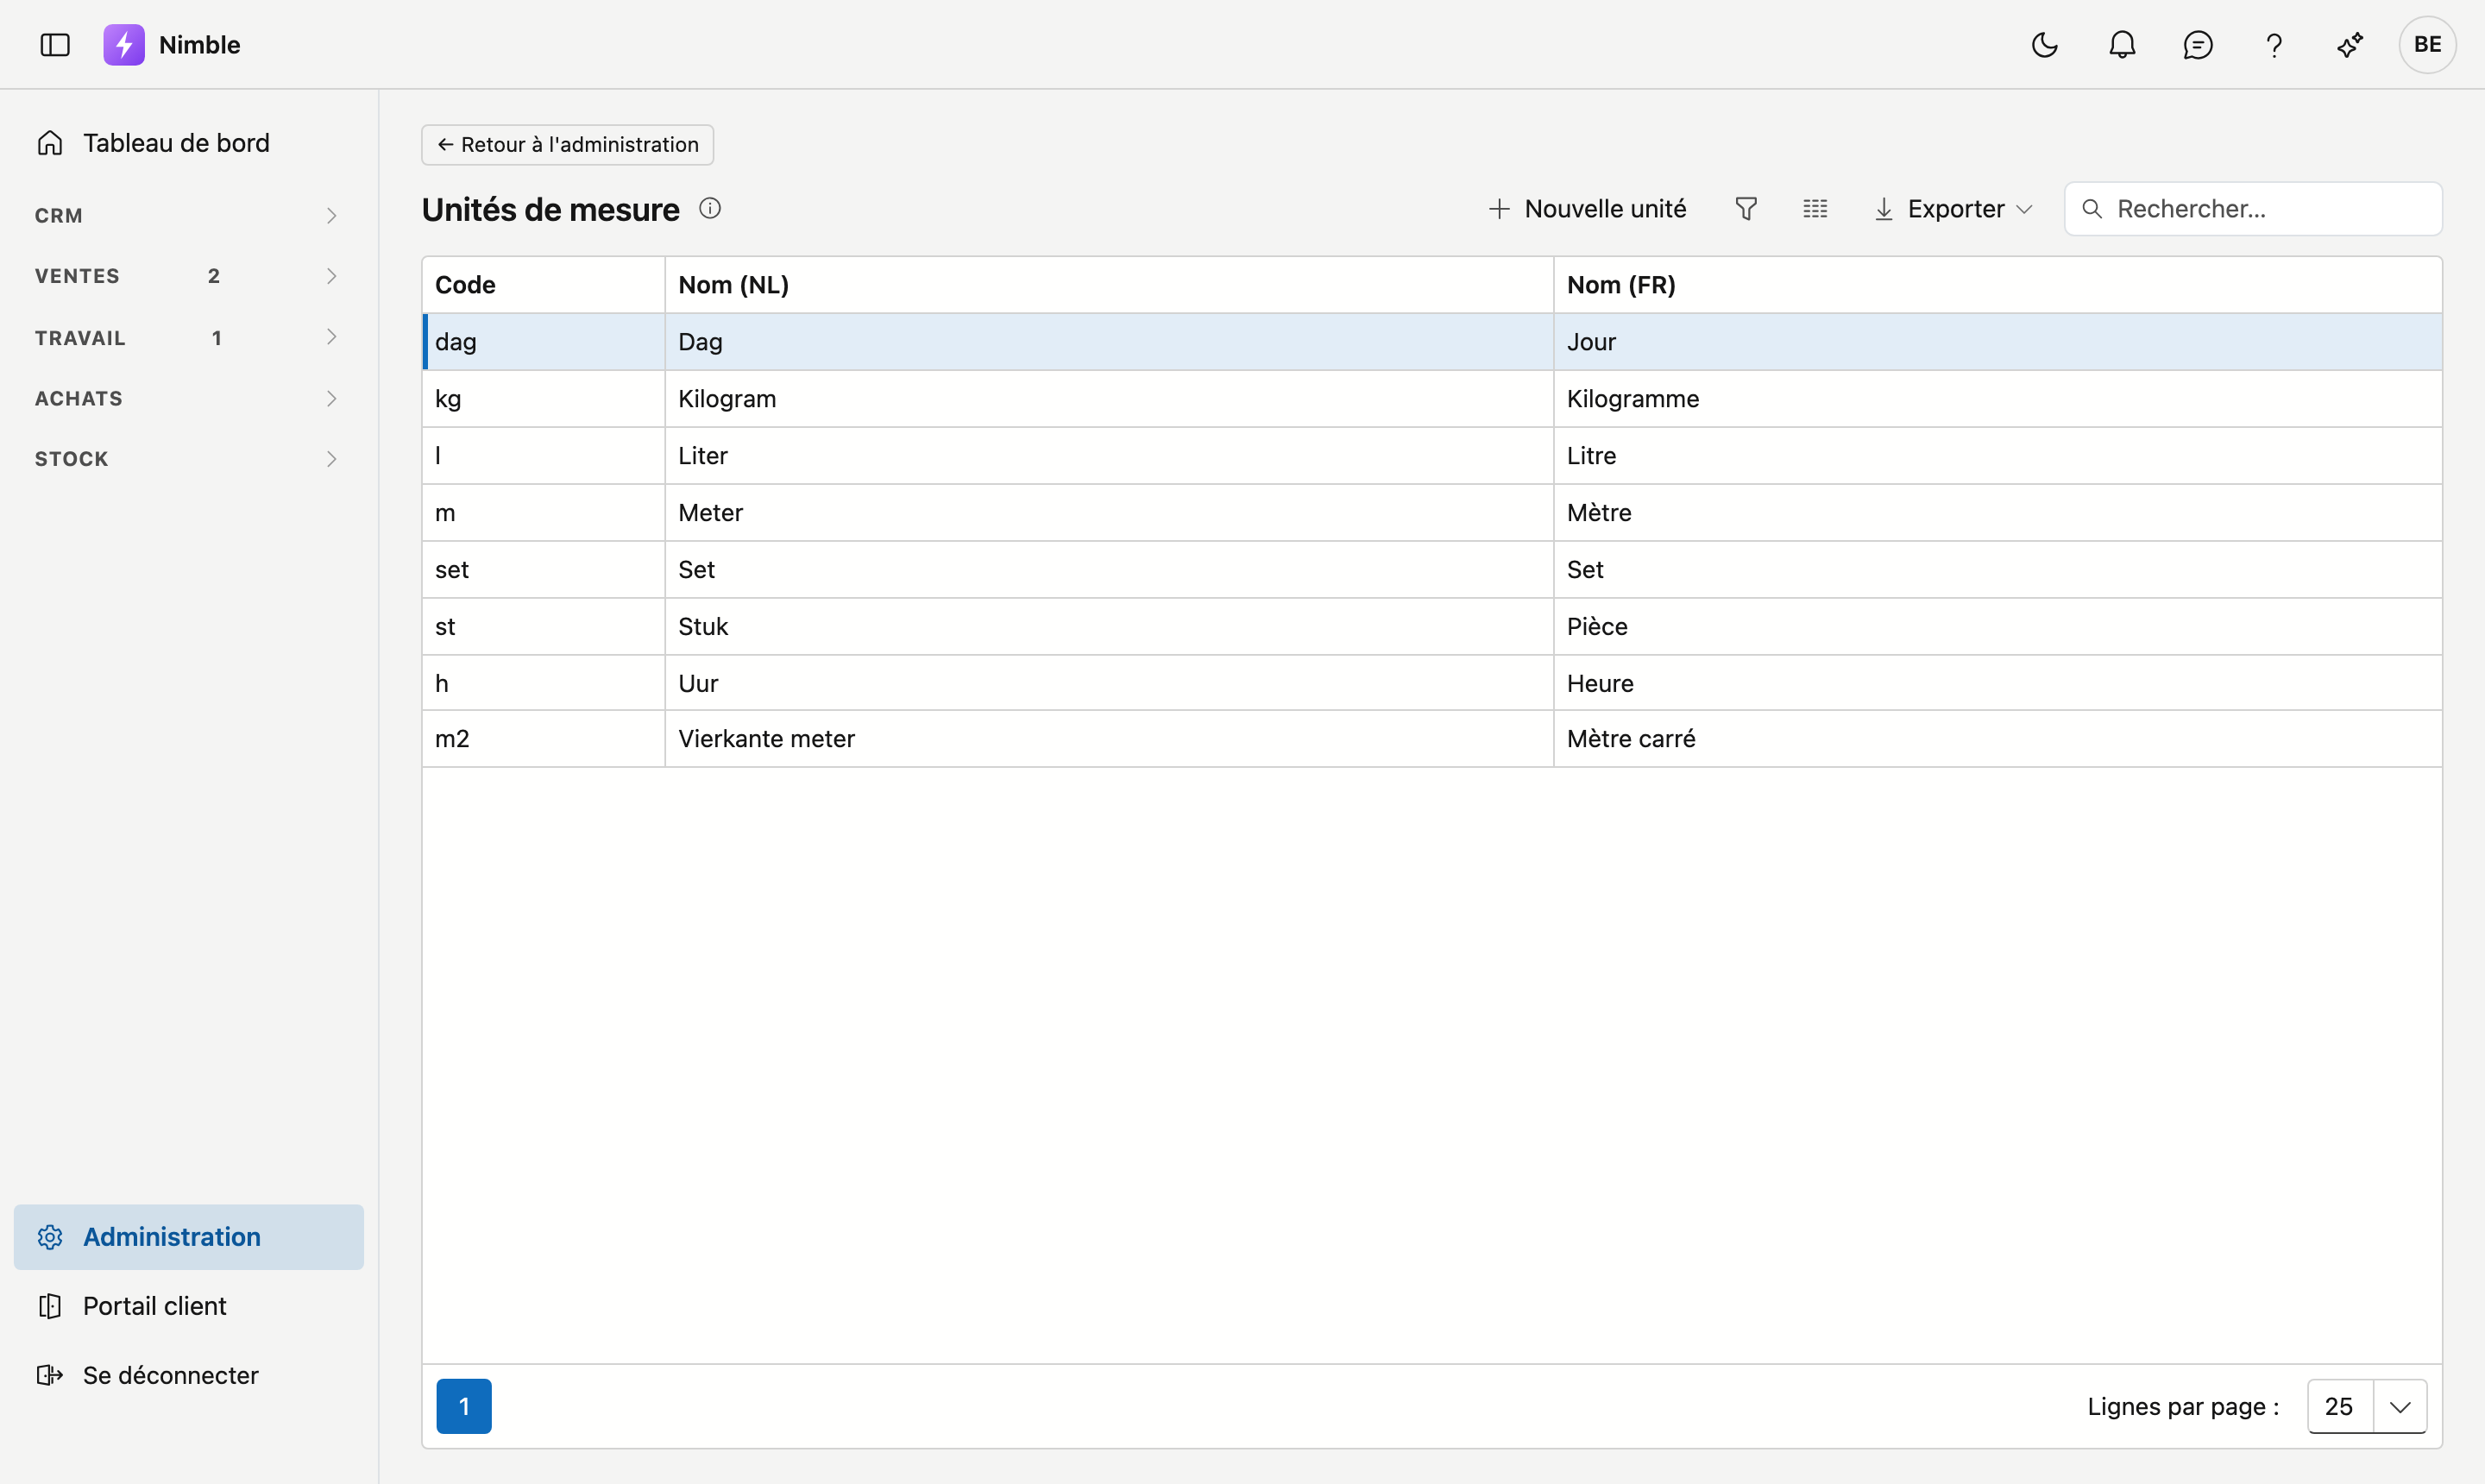 Nimble
BE
Tableau de bord
CRM
VENTES 2
TRAVAIL 1
ACHATS
STOCK
Administration
Portail client
Se déconnecter
← Retour à l'administration
Unités de mesure
Nouvelle unité
Exporter
Rechercher...
Code Nom (NL) Nom (FR)
dag Dag Jour
kg Kilogram Kilogramme
l Liter Litre
m Meter Mètre
set Set Set
st Stuk Pièce
h Uur Heure
m2 Vierkante meter Mètre carré
1
Lignes par page : 25